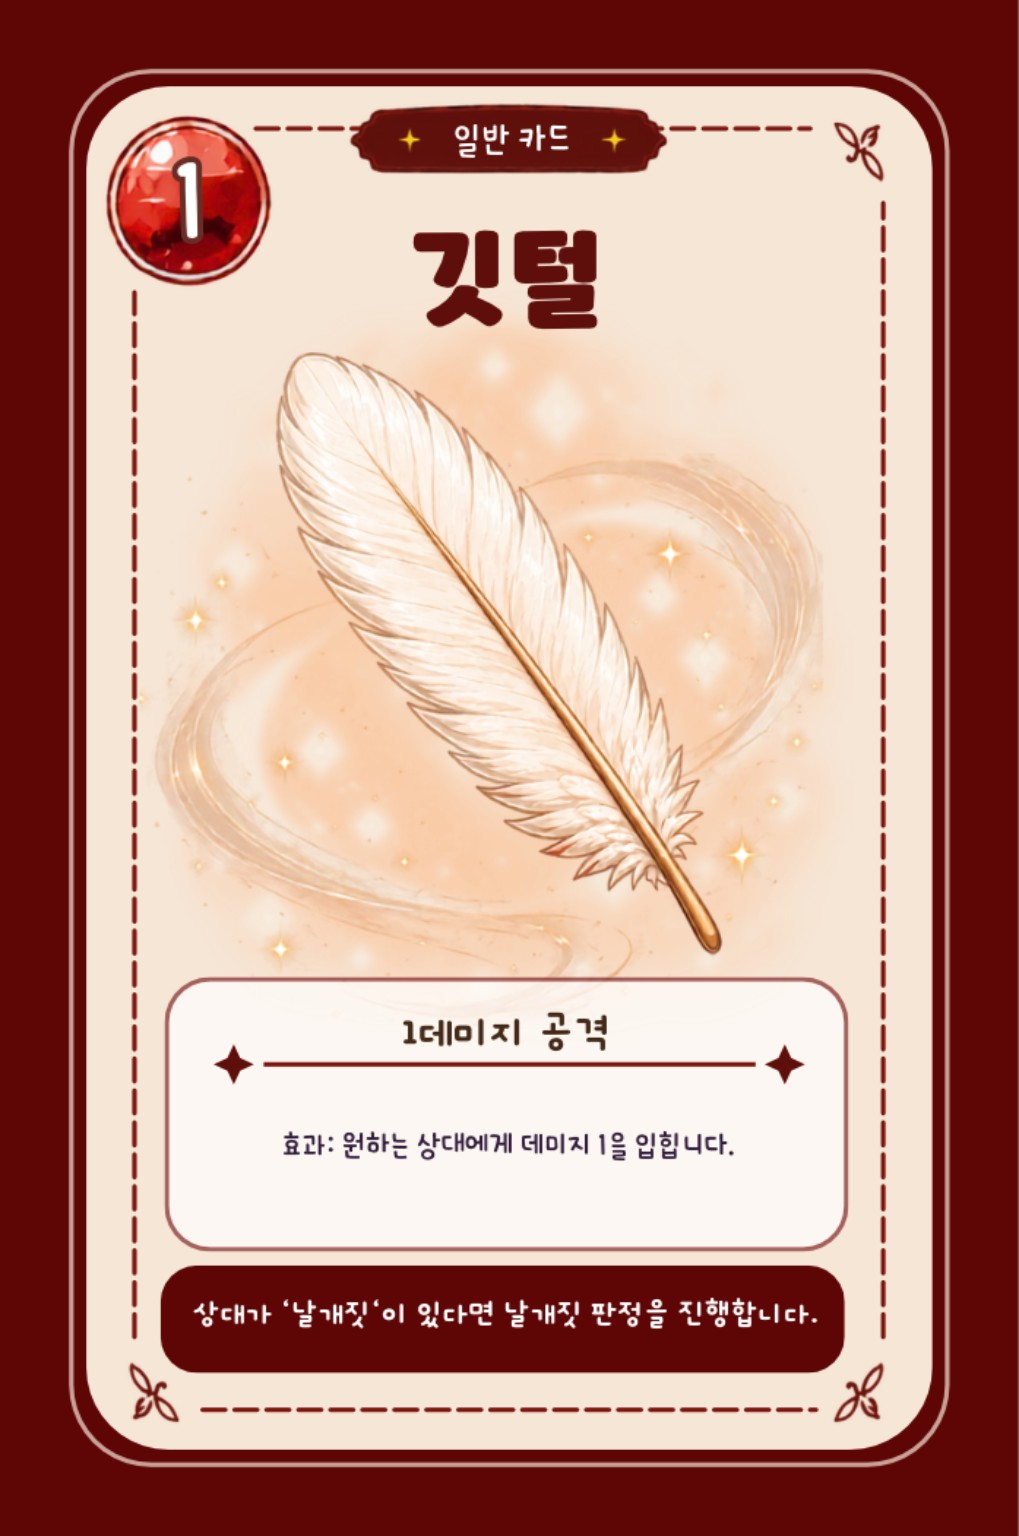 일반 카드
1
깃털
1데미지 공격
효과: 원하는 상대에게 데미지 1을 입힙니다.
상대가 ‘날개짓‘이 있다면 날개짓 판정을 진행합니다.